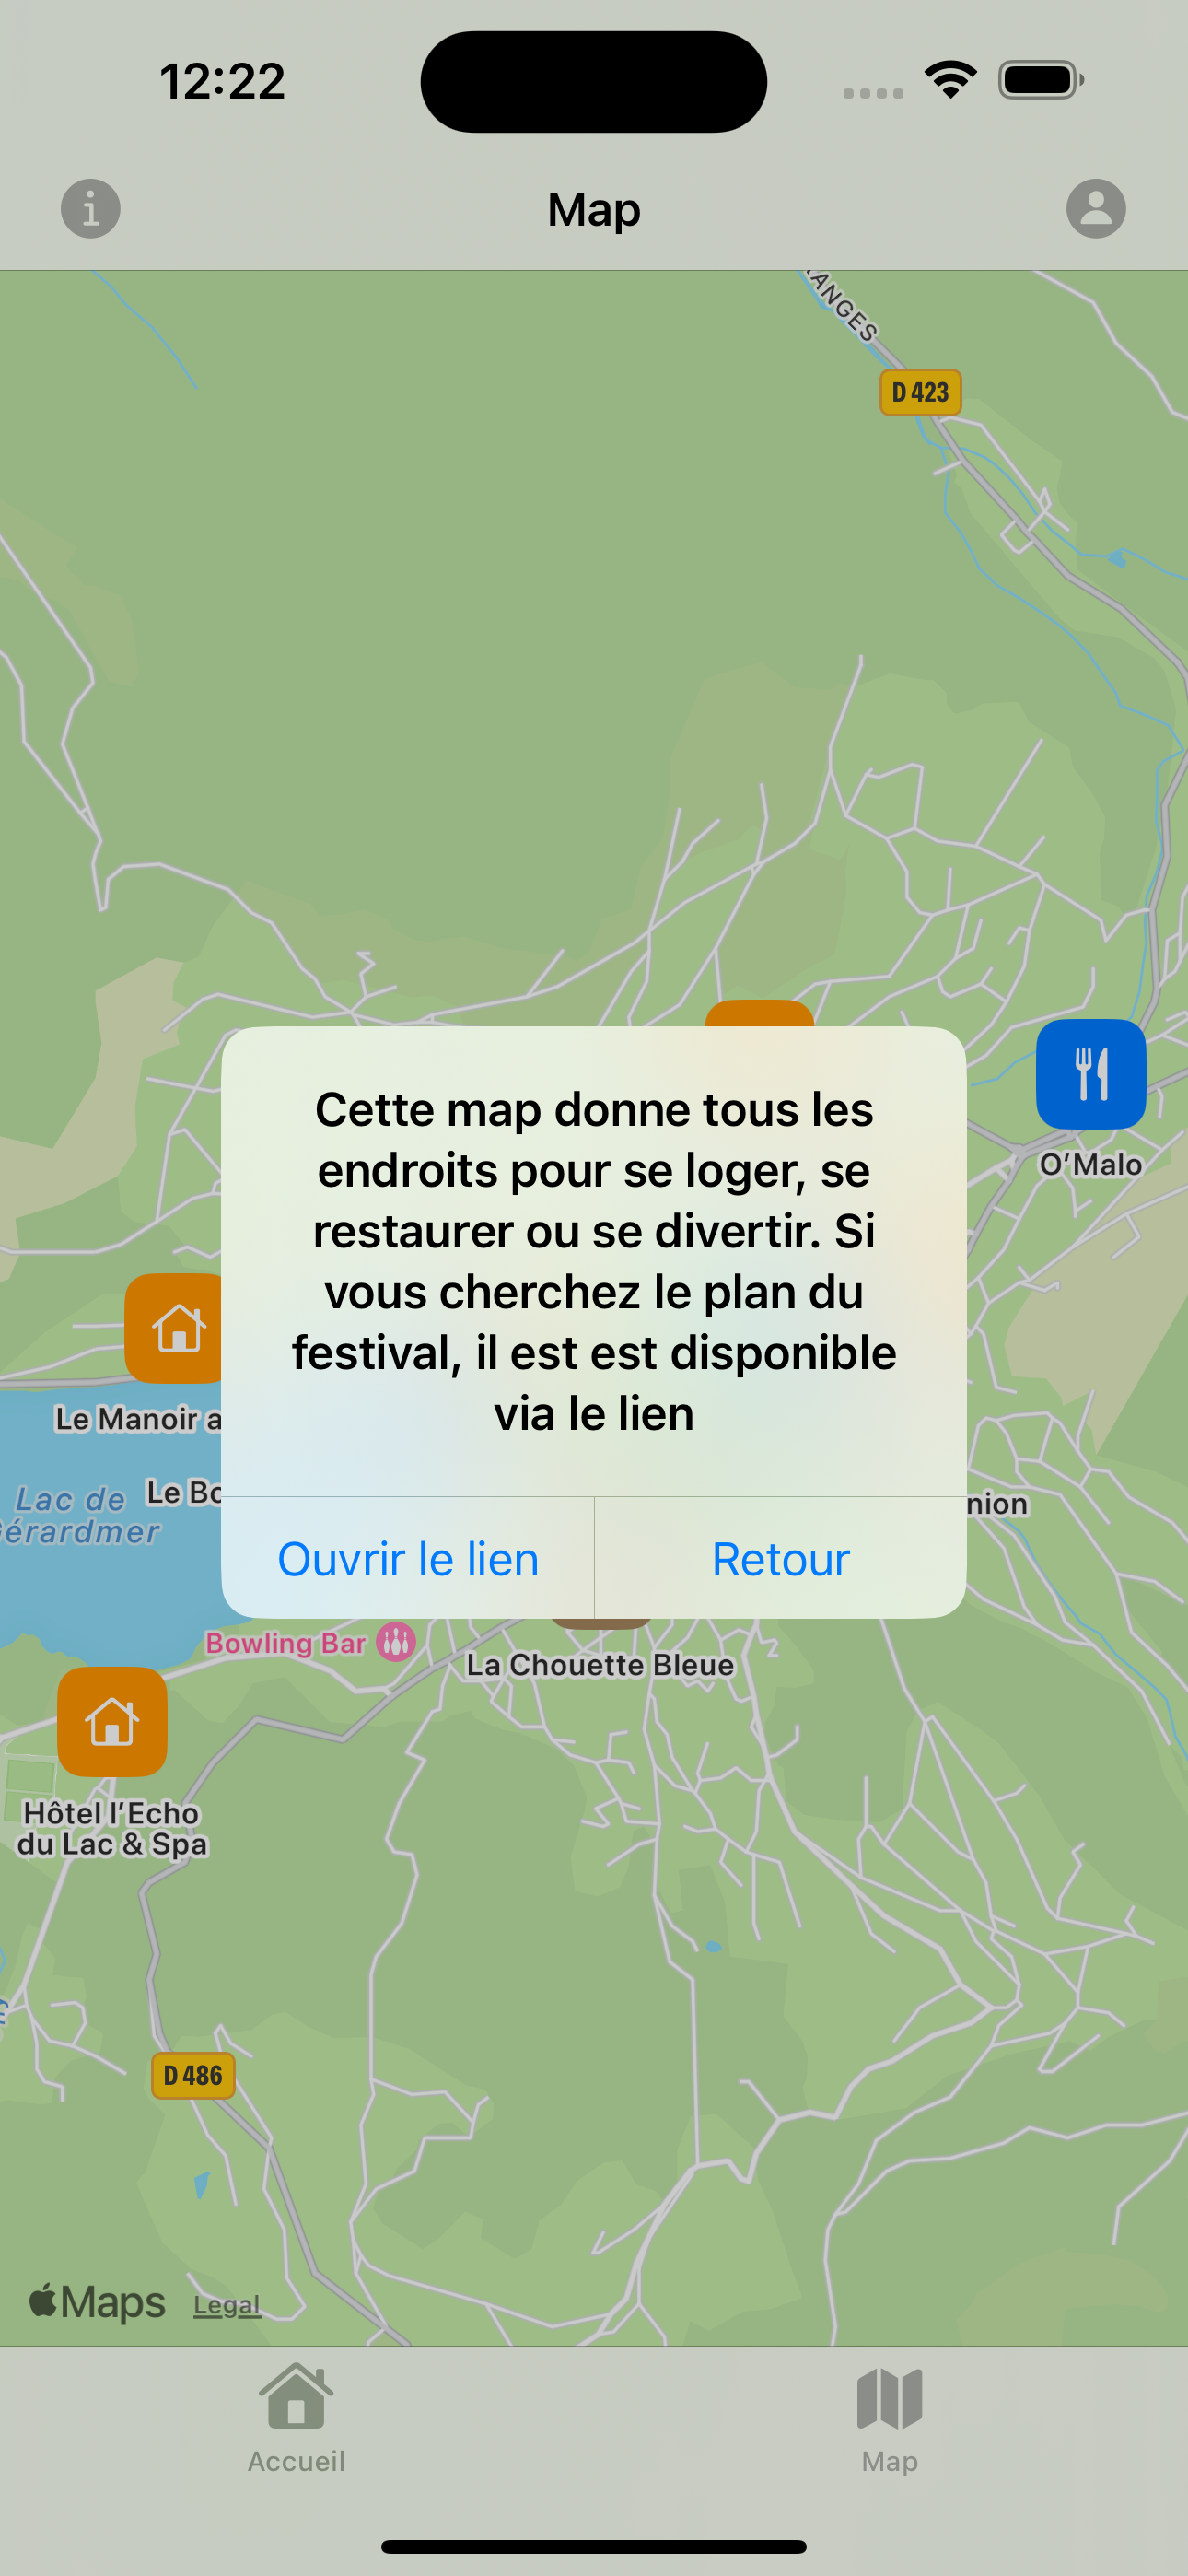 12:22
Map
ANGES
D 423
O'Malo
Cette map donne tous les
endroits pour se loger, se
restaurer ou se divertir. Si
vous cherchez le plan du
festival, il est est disponible
via le lien
Le Manoir a
Lac de
Gérardmer
Le Bo
nion
Ouvrir le lien
Retour
Bowling Bar
La Chouette Bleue
Hôtel l'Echo
du Lac & Spa
D 486
Maps
Legal
Accueil
Map